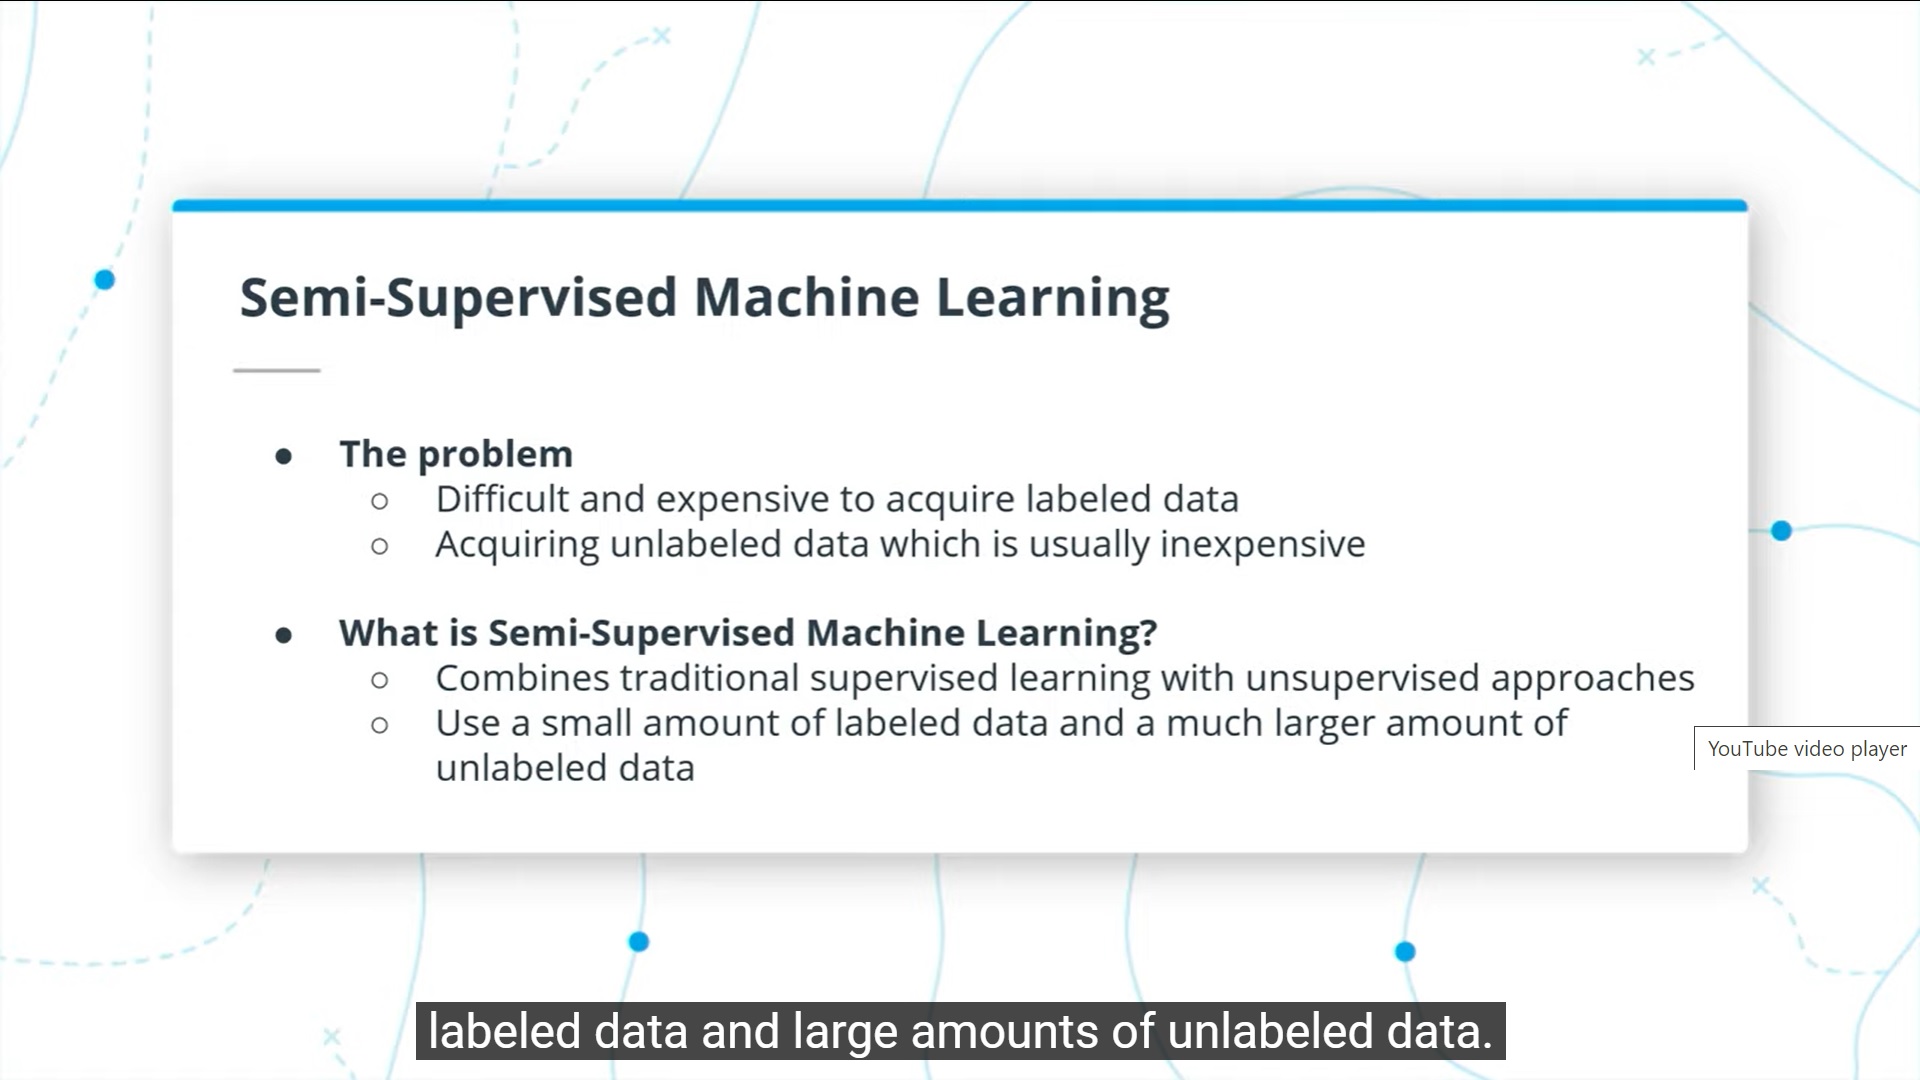 Semi-Supervised Machine Learning
● The problem
○ Difficult and expensive to acquire labeled data
○ Acquiring unlabeled data which is usually inexpensive
● What is Semi-Supervised Machine Learning?
○ Combines traditional supervised learning with unsupervised approaches
○ Use a small amount of labeled data and a much larger amount of
unlabeled data
YouTube video player
labeled data and large amounts of unlabeled data.